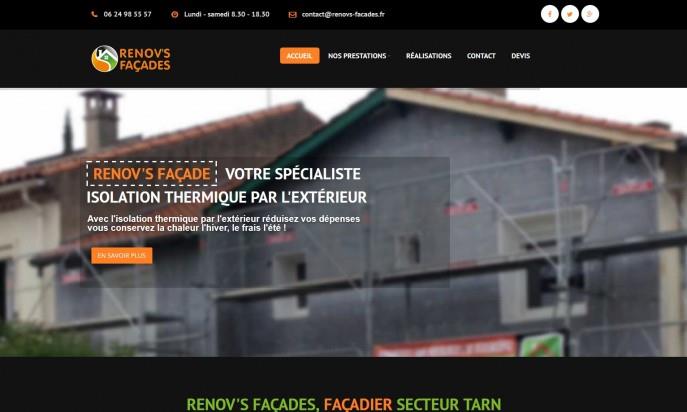 06 24 98 55 57
Lundi - samedi 8.30 - 18.30
contact@renovs-facades.fr
RENOV'S
FAÇADES
ACCUEIL
NOS PRESTATIONS
RÉALISATIONS
CONTACT
DEVIS
RENOV'S FAÇADE VOTRE SPÉCIALISTE
ISOLATION THERMIQUE PAR L'EXTÉRIEUR
Avec l'isolation thermique par l'extérieur réduisez vos dépenses
vous conservez la chaleur l'hiver, le frais l'été !
EN SAVOIR PLUS
RENOV'S FAÇADES, FAÇADIER SECTEUR TARN